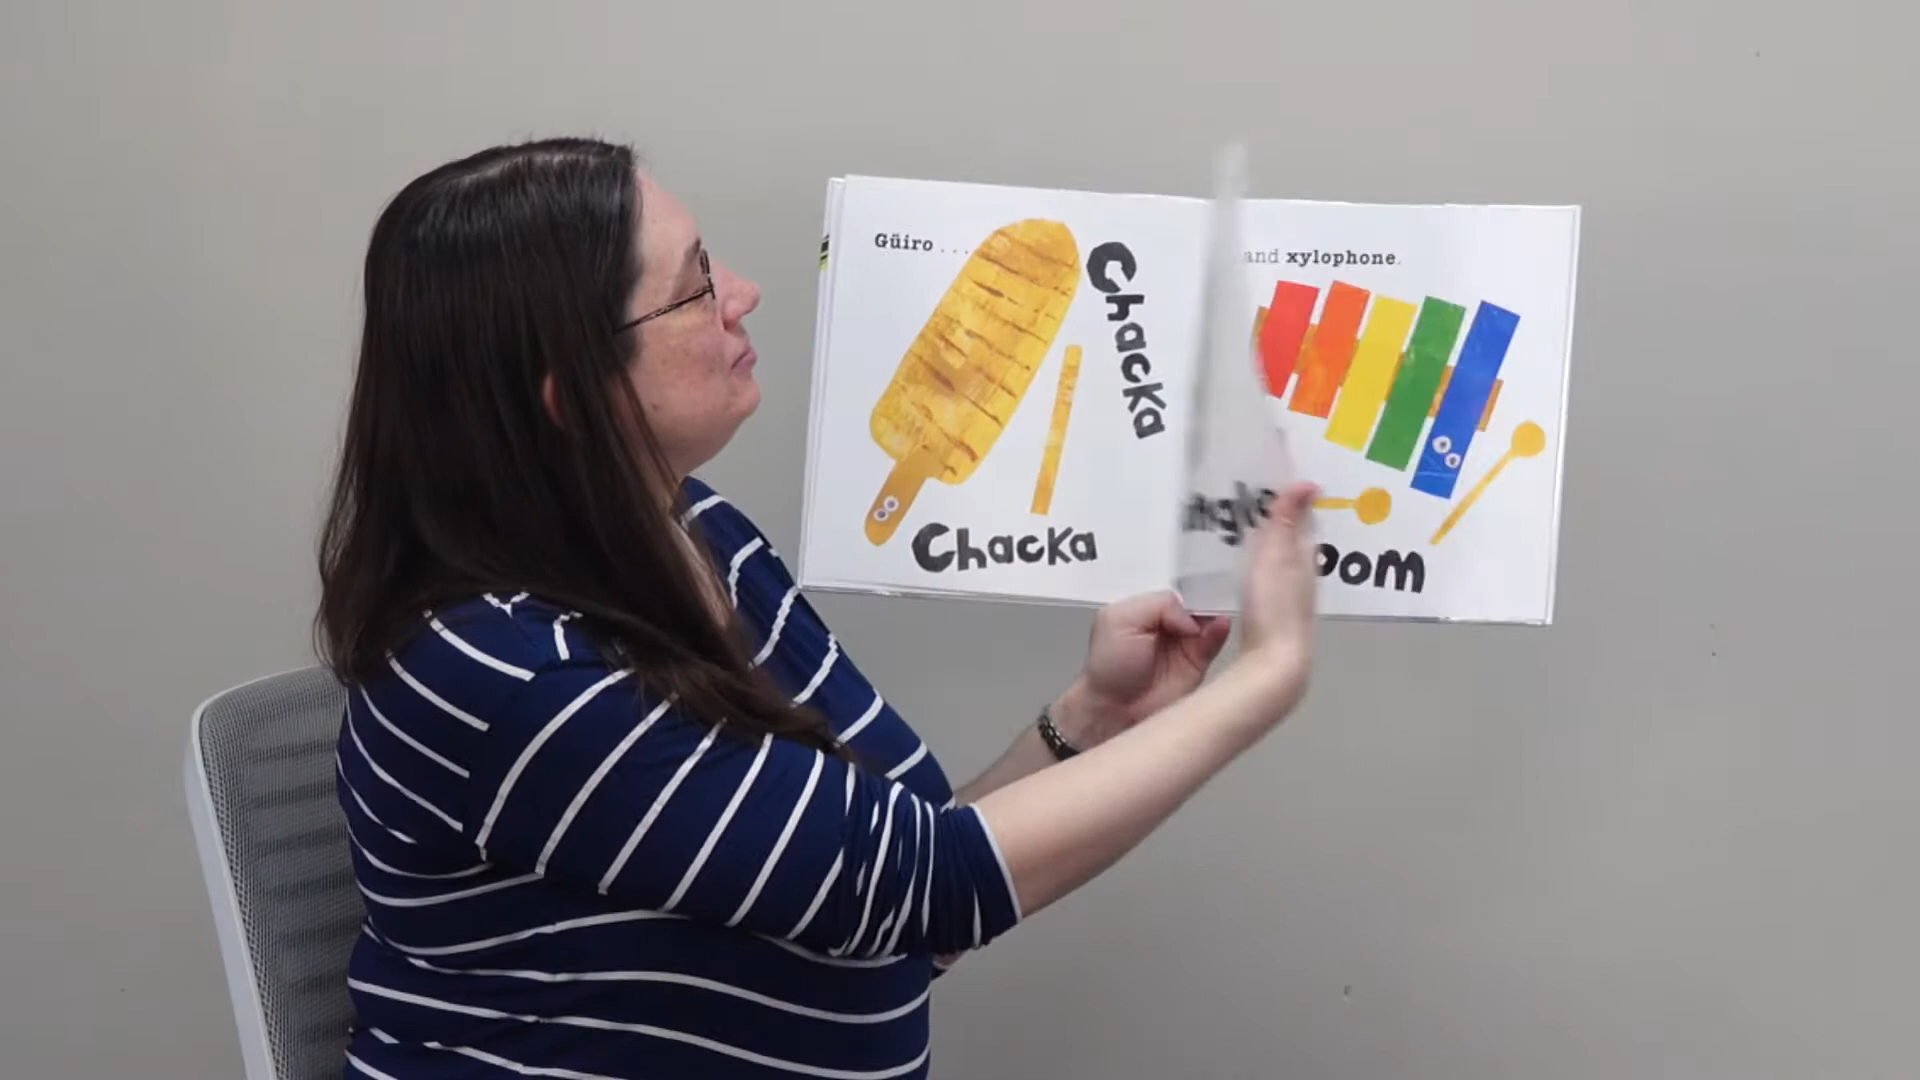 Güiro . . .
Chacka
Chacka
and xylophone.